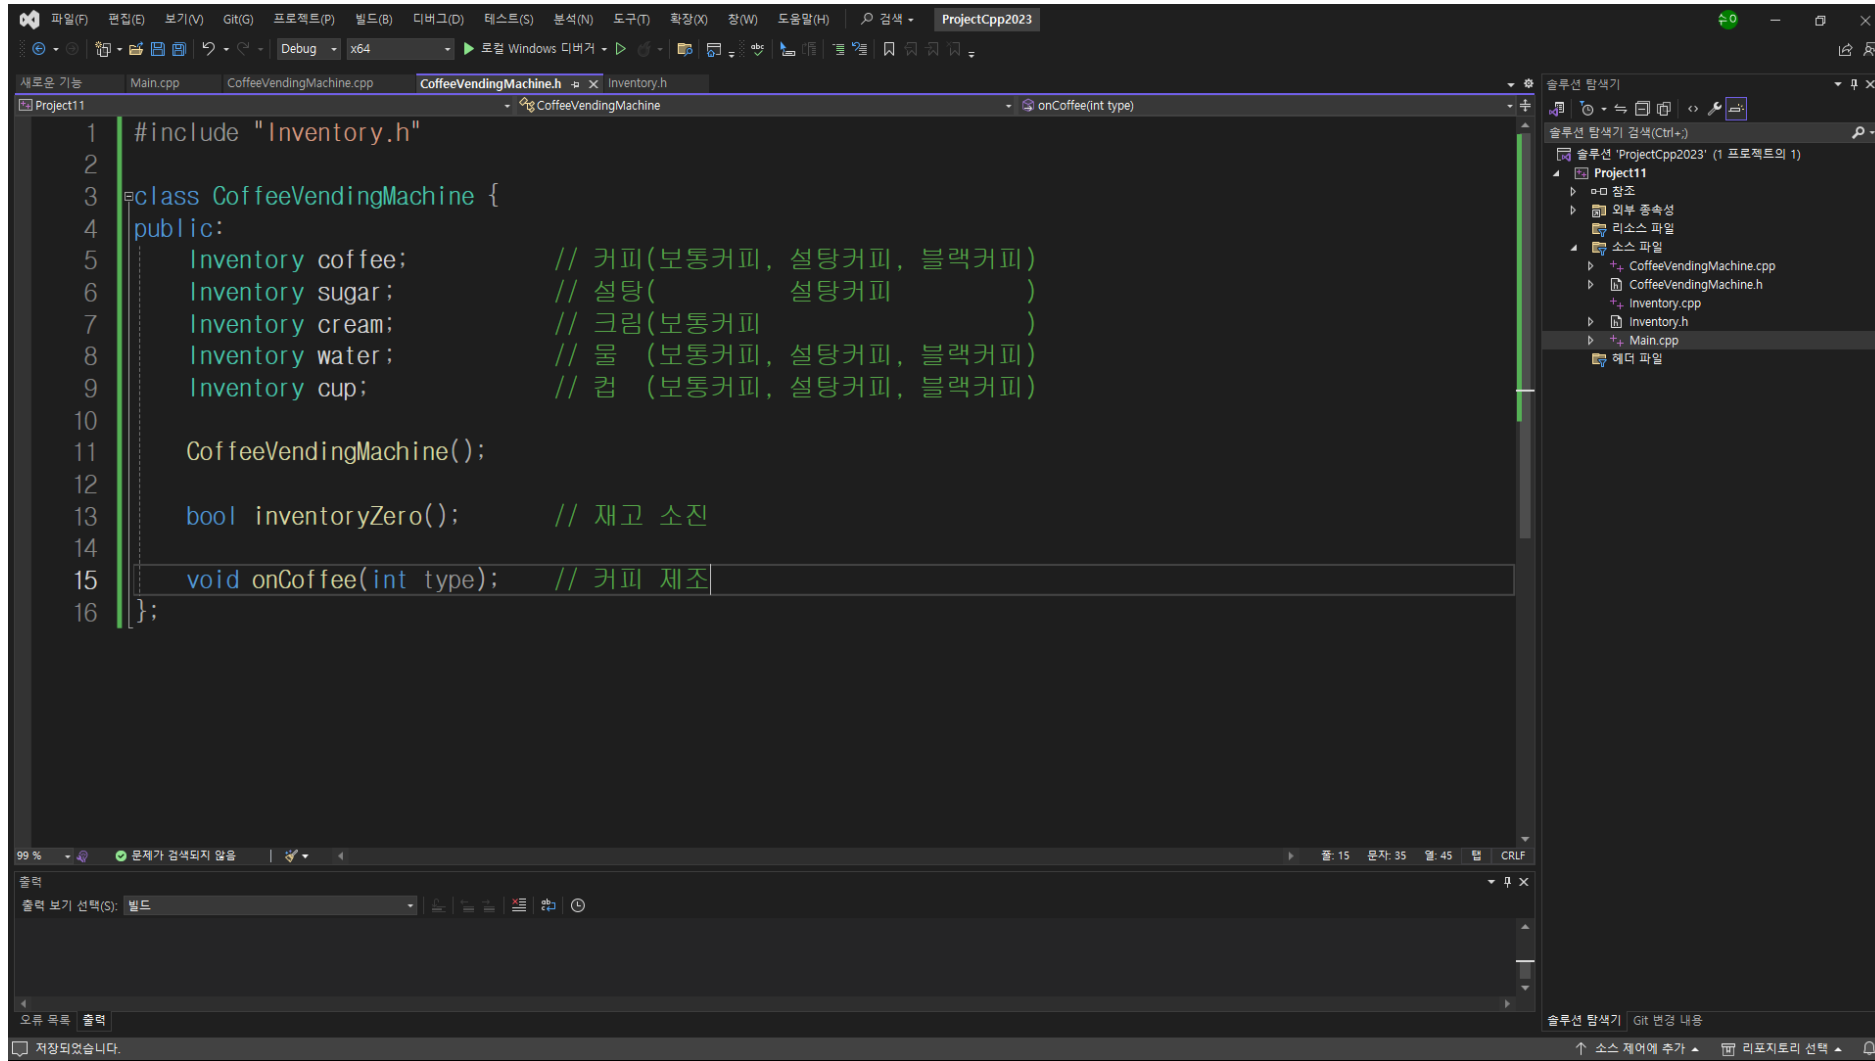 파일(F) 편집(E) 보기(V) Git(G) 프로젝트(P) 빌드(B) 디버그(D) 테스트(S) 분석(N) 도구(T) 확장(X) 창(W) 도움말(H) 검색 ProjectCpp2023
Debug x64 로컬 Windows 디버거
새로운 기능 Main.cpp CoffeeVendingMachine.cpp CoffeeVendingMachine.h Inventory.h
Project11 CoffeeVendingMachine onCoffee(int type)
1 #include "Inventory.h"
2
3 class CoffeeVendingMachine {
4 public:
5 Inventory coffee; // 커피(보통커피, 설탕커피, 블랙커피)
6 Inventory sugar; // 설탕( 설탕커피 )
7 Inventory cream; // 크림(보통커피 )
8 Inventory water; // 물 (보통커피, 설탕커피, 블랙커피)
9 Inventory cup; // 컵 (보통커피, 설탕커피, 블랙커피)
10
11 CoffeeVendingMachine();
12
13 bool inventoryZero(); // 재고 소진
14
15 void onCoffee(int type); // 커피 제조
16 };
99 % 문제가 검색되지 않음 줄: 15 문자: 35 열: 45 탭 CRLF
출력
출력 보기 선택(S): 빌드
오류 목록 출력
솔루션 탐색기
솔루션 탐색기 검색(Ctrl+;)
솔루션 'ProjectCpp2023' (1 프로젝트의 1)
Project11
참조
외부 종속성
리소스 파일
소스 파일
CoffeeVendingMachine.cpp
CoffeeVendingMachine.h
Inventory.cpp
Inventory.h
Main.cpp
헤더 파일
솔루션 탐색기 Git 변경 내용
저장되었습니다. 소스 제어에 추가 리포지토리 선택